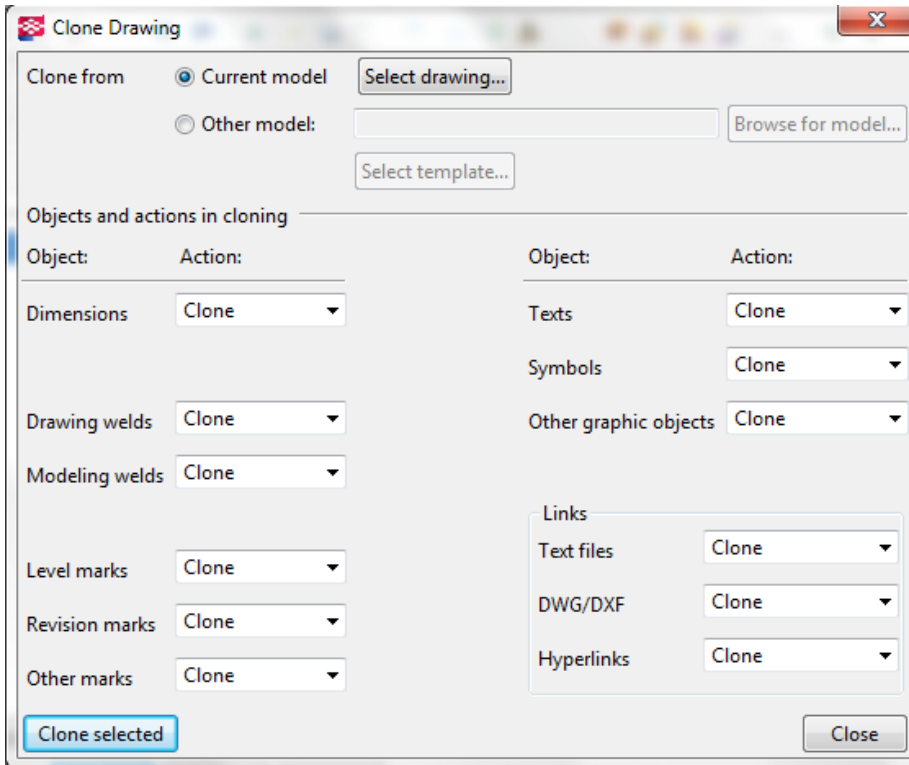 Clone Drawing
Clone from Current model Select drawing...
Other model: Browse for model...
Select template...
Objects and actions in cloning
Object: Action: Object: Action:
Dimensions Clone Texts Clone
Symbols Clone
Drawing welds Clone Other graphic objects Clone
Modeling welds Clone
Links
Text files Clone
Level marks Clone
DWG/DXF Clone
Revision marks Clone
Hyperlinks Clone
Other marks Clone
Clone selected Close